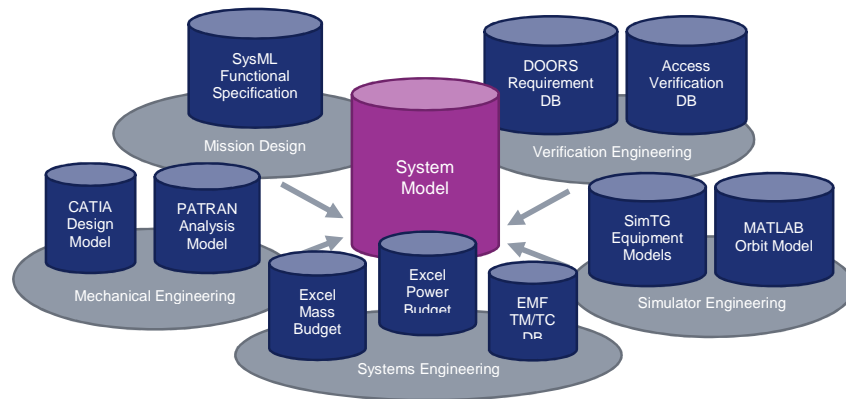 SysML
Functional
Specification
Mission Design
DOORS
Requirement
DB
Access
Verification
DB
Verification Engineering
System
Model
CATIA
Design
Model
PATRAN
Analysis
Model
Mechanical Engineering
SimTG
Equipment
Models
MATLAB
Orbit Model
Simulator Engineering
Excel
Mass
Budget
Excel
Power
Budget
EMF
TM/TC
DB
Systems Engineering